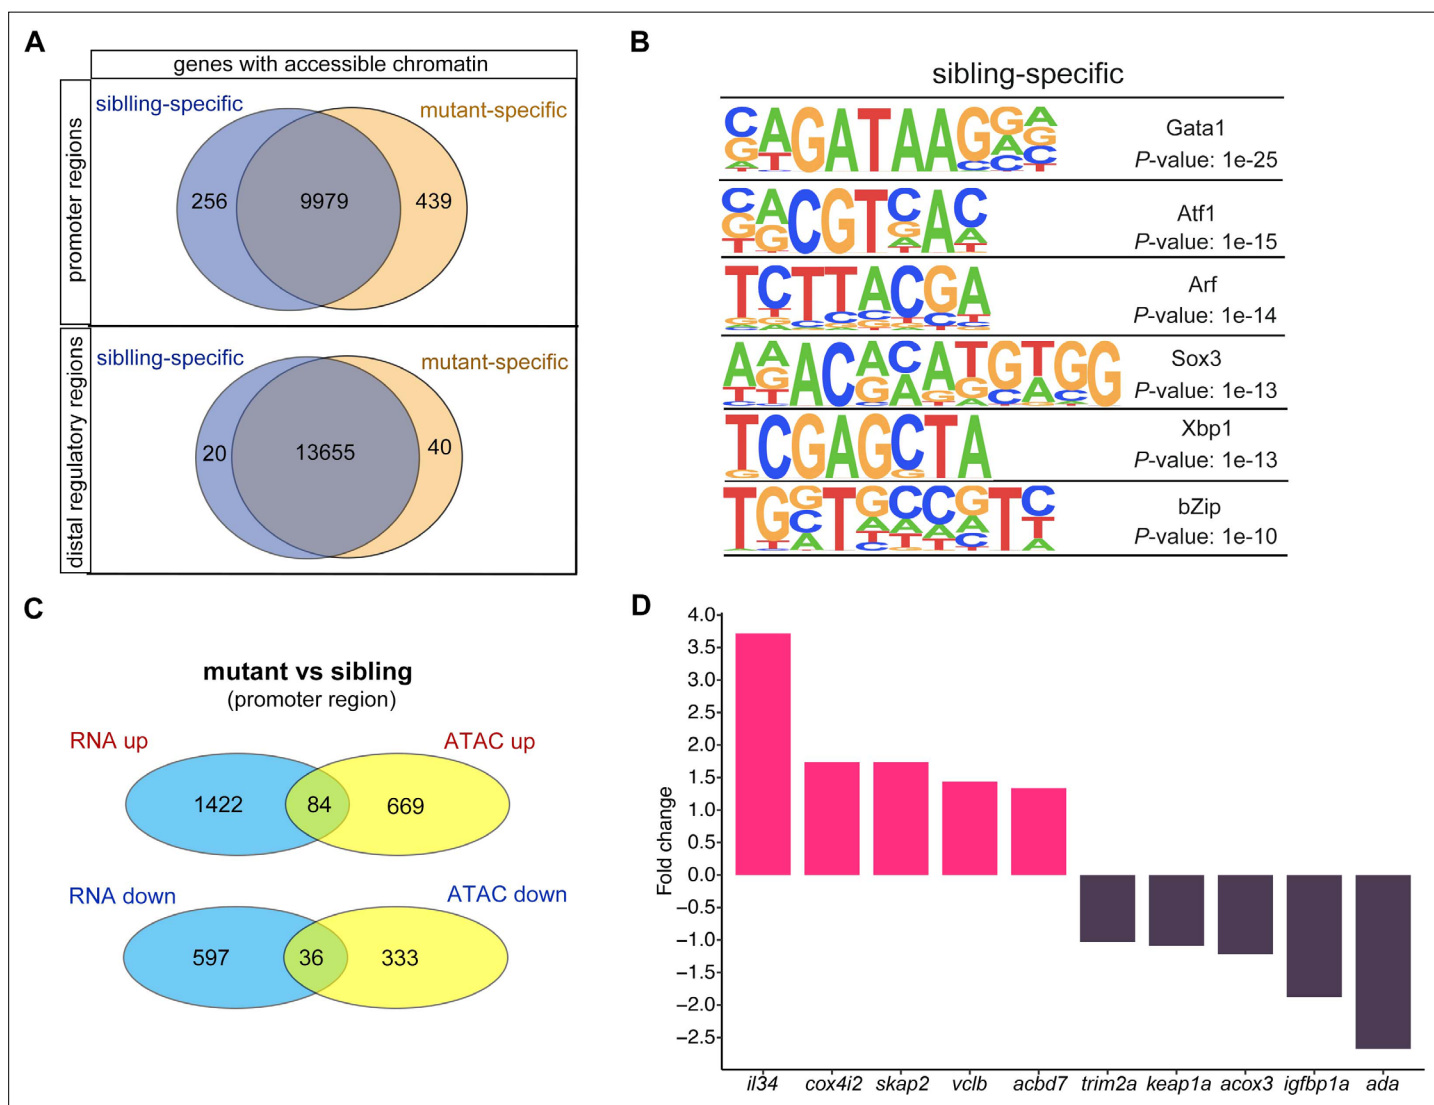 A
genes with accessible chromatin
promoter regions
siblling-specific
mutant-specific
256
9979
439
distal regulatory regions
siblling-specific
mutant-specific
20
13655
40
B
sibling-specific
Gata1
P-value: 1e-25
Atf1
P-value: 1e-15
Arf
P-value: 1e-14
Sox3
P-value: 1e-13
Xbp1
P-value: 1e-13
bZip
P-value: 1e-10
C
mutant vs sibling
(promoter region)
RNA up
ATAC up
1422
84
669
RNA down
ATAC down
597
36
333
D
Fold change
4.0
3.5
3.0
2.5
2.0
1.5
1.0
0.5
0.0
−0.5
−1.0
−1.5
−2.0
−2.5
il34 cox4i2 skap2 vclb acbd7 trim2a keap1a acox3 igfbp1a ada